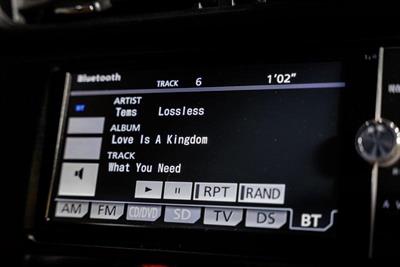 Bluetooth TRACK 6 1'02"
BT
ARTIST
Tems Lossless
ALBUM
Love Is A Kingdom
TRACK
What You Need
RPT RAND
AM FM CD/DVD SD TV DS BT